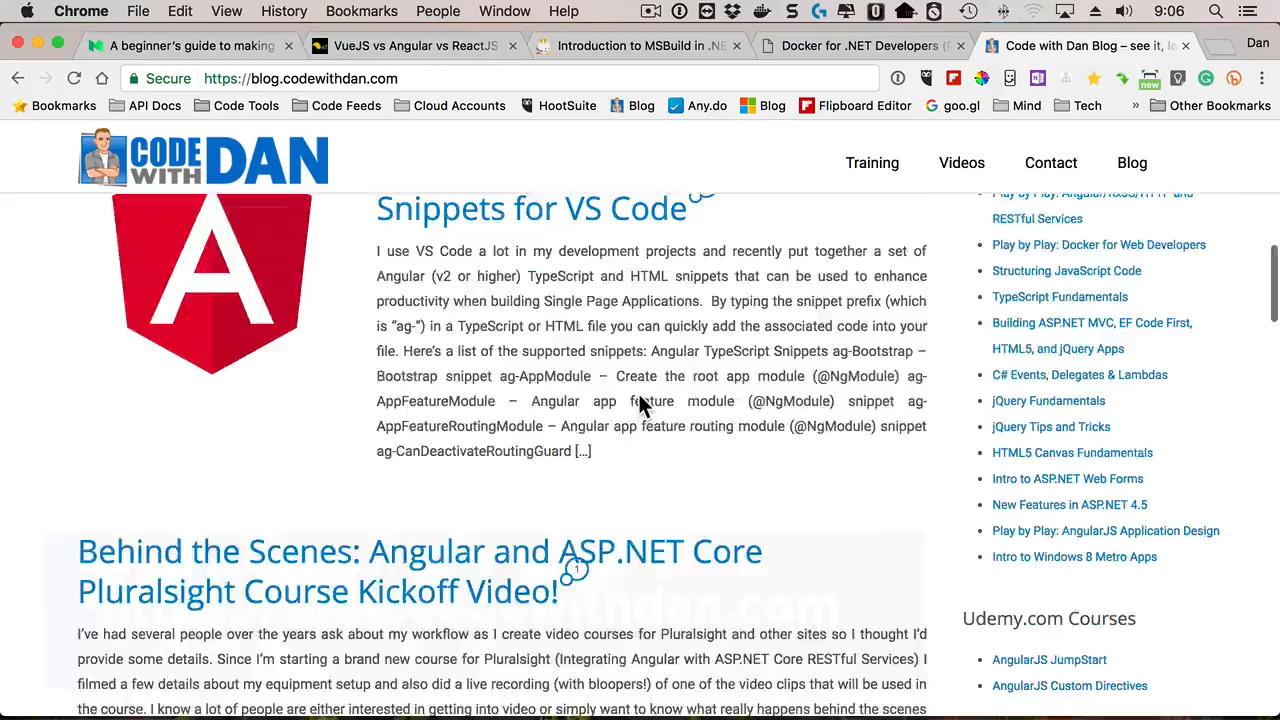 Chrome File Edit View History Bookmarks People Window Help 9:06
A beginner's guide to making
VueJS vs Angular vs ReactJS
Introduction to MSBuild in .NE
Docker for .NET Developers (F
Code with Dan Blog – see it, le
Dan
Secure https://blog.codewithdan.com
new
Bookmarks API Docs Code Tools Code Feeds Cloud Accounts HootSuite Blog Any.do Blog Flipboard Editor goo.gl Mind Tech » Other Bookmarks
CODE WITH DAN
Training Videos Contact Blog
Snippets for VS Code
I use VS Code a lot in my development projects and recently put together a set of
Angular (v2 or higher) TypeScript and HTML snippets that can be used to enhance
productivity when building Single Page Applications. By typing the snippet prefix (which
is “ag-”) in a TypeScript or HTML file you can quickly add the associated code into your
file. Here’s a list of the supported snippets: Angular TypeScript Snippets ag-Bootstrap –
Bootstrap snippet ag-AppModule – Create the root app module (@NgModule) ag-
AppFeatureModule – Angular app feature module (@NgModule) snippet ag-
AppFeatureRoutingModule – Angular app feature routing module (@NgModule) snippet
ag-CanDeactivateRoutingGuard [...]
Behind the Scenes: Angular and ASP.NET Core
Pluralsight Course Kickoff Video!
1
I’ve had several people over the years ask about my workflow as I create video courses for Pluralsight and other sites so I thought I’d
provide some details. Since I’m starting a brand new course for Pluralsight (Integrating Angular with ASP.NET Core RESTful Services) I
filmed a few details about my equipment setup and also did a live recording (with bloopers!) of one of the video clips that will be used in
the course. I know a lot of people are either interested in getting into video or simply want to know what really happens behind the scenes
Play by Play: Angular/RxJS/HTTP and
RESTful Services
Play by Play: Docker for Web Developers
Structuring JavaScript Code
TypeScript Fundamentals
Building ASP.NET MVC, EF Code First,
HTML5, and jQuery Apps
C# Events, Delegates & Lambdas
jQuery Fundamentals
jQuery Tips and Tricks
HTML5 Canvas Fundamentals
Intro to ASP.NET Web Forms
New Features in ASP.NET 4.5
Play by Play: AngularJS Application Design
Intro to Windows 8 Metro Apps
Udemy.com Courses
AngularJS JumpStart
AngularJS Custom Directives